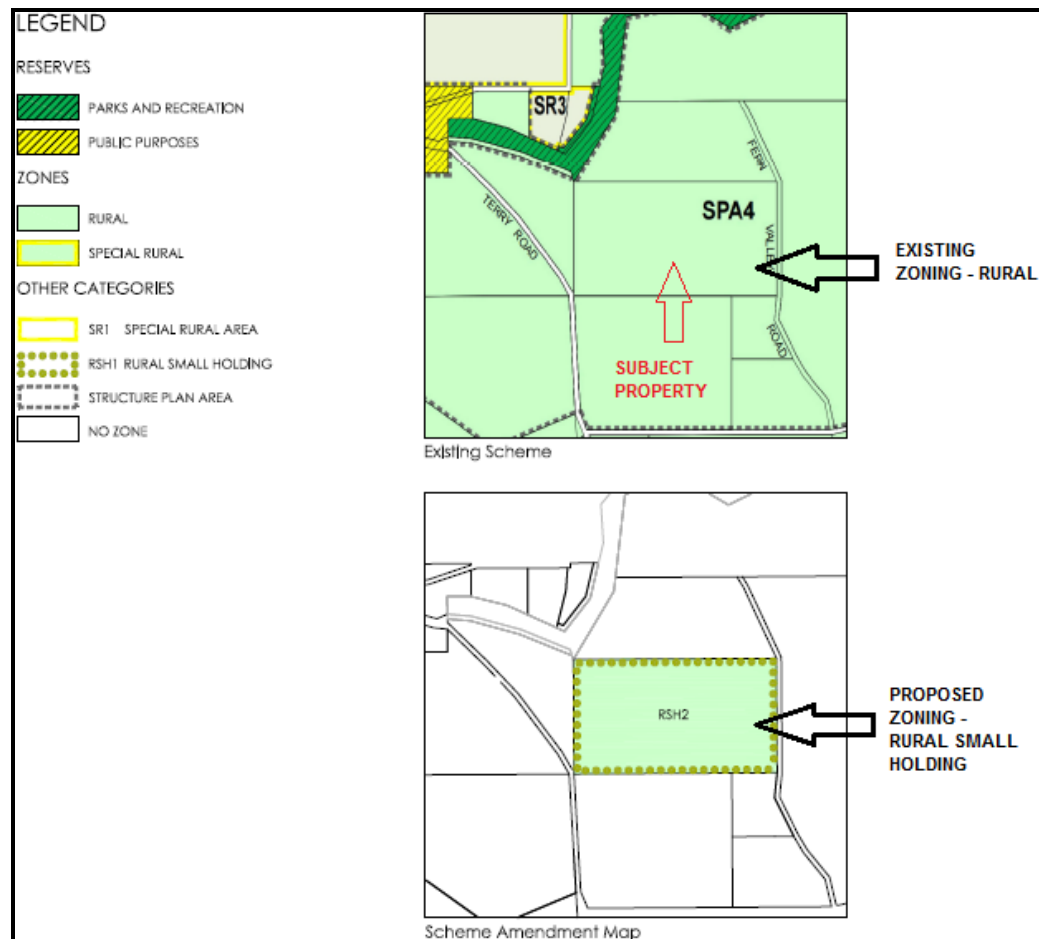 LEGEND
RESERVES
PARKS AND RECREATION
PUBLIC PURPOSES
ZONES
RURAL
SPECIAL RURAL
OTHER CATEGORIES
SR1 SPECIAL RURAL AREA
RSH1 RURAL SMALL HOLDING
STRUCTURE PLAN AREA
NO ZONE
SR3
FERN
VALLEY
ROAD
TERRY ROAD
SPA4
EXISTING
ZONING - RURAL
SUBJECT
PROPERTY
Existing Scheme
RSH2
PROPOSED
ZONING -
RURAL SMALL
HOLDING
Scheme Amendment Map